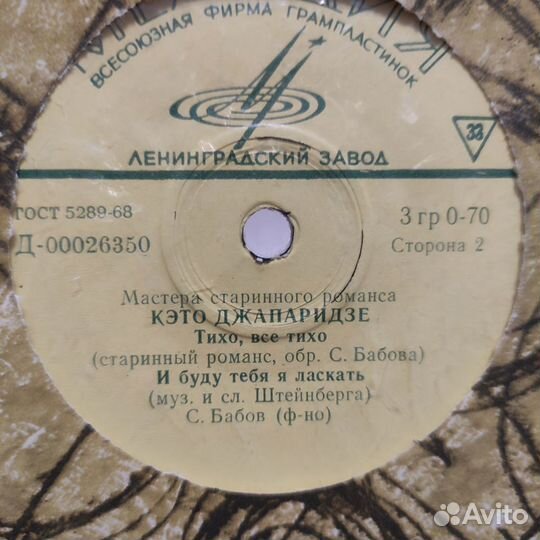 ВСЕСОЮЗНАЯ ФИРМА ГРАМПЛАСТИНОК
ЛЕНИНГРАДСКИЙ ЗАВОД
33
ГОСТ 5289-68
3 гр 0-70
Д-00026350
Сторона 2
Мастера старинного романса
КЭТО ДЖАПАРИДЗЕ
Тихо, все тихо
(старинный романс, обр. С. Бабова)
И буду тебя я ласкать
(муз. и сл. Штейнберга)
С. Бабов (ф-но)
Avito